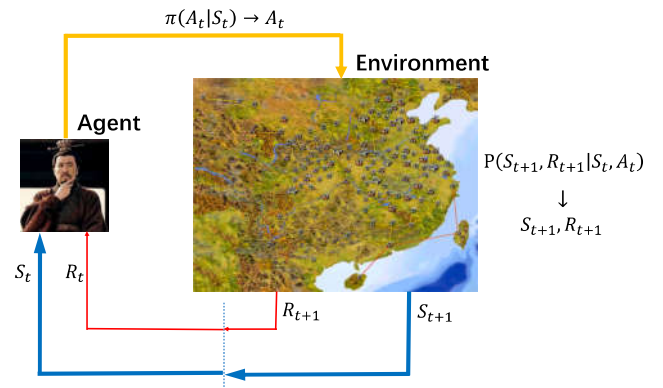 π(A_t|S_t) → A_t
Environment
Agent
P(S_{t+1}, R_{t+1}|S_t, A_t)
↓
S_{t+1}, R_{t+1}
S_t
R_t
R_{t+1}
S_{t+1}